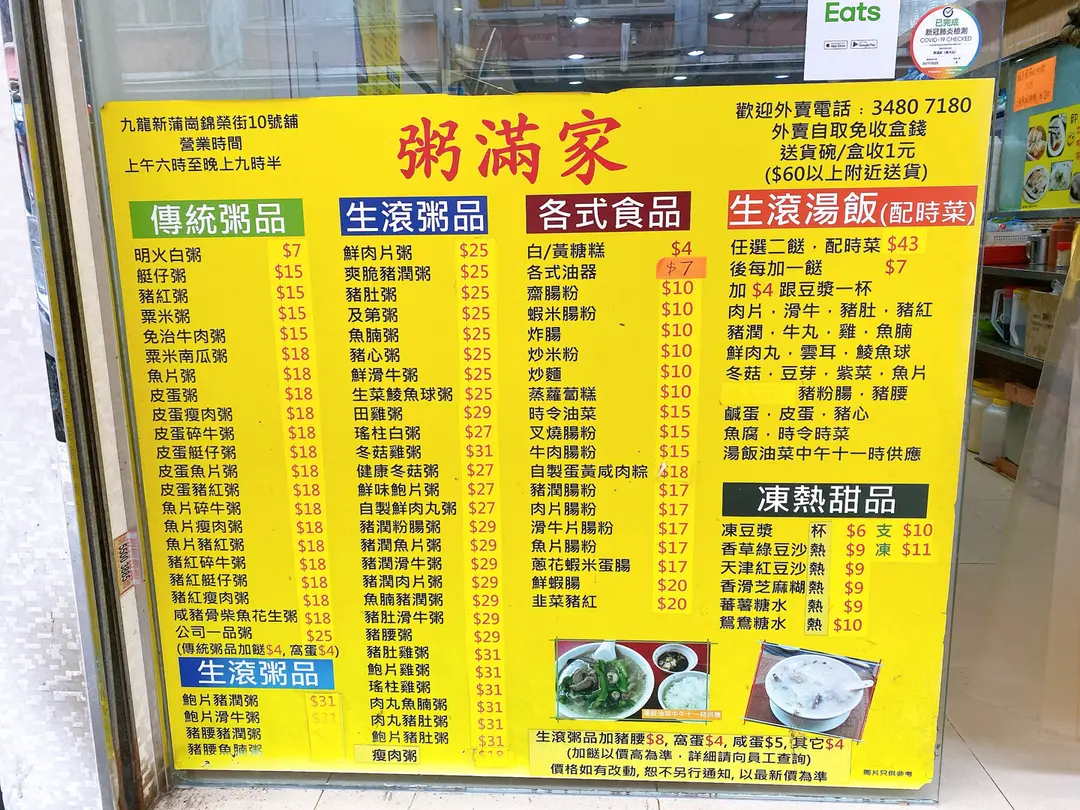 Eats
已完成
新冠肺炎檢測
COVID-19 CHECKED
九龍新蒲崗錦榮街10號舖
營業時間
上午六時至晚上九時半
粥滿家
歡迎外賣電話：3480 7180
外賣自取免收盒錢
送貨碗/盒收1元
($60以上附近送貨)
傳統粥品
明火白粥 $7
艇仔粥 $15
豬紅粥 $15
粟米粥 $15
免治牛肉粥 $15
粟米南瓜粥 $18
魚片粥 $18
皮蛋粥 $18
皮蛋瘦肉粥 $18
皮蛋碎牛粥 $18
皮蛋艇仔粥 $18
皮蛋魚片粥 $18
皮蛋豬紅粥 $18
魚片碎牛粥 $18
魚片瘦肉粥 $18
魚片豬紅粥 $18
豬紅碎牛粥 $18
豬紅艇仔粥 $18
豬紅瘦肉粥 $18
咸豬骨柴魚花生粥 $18
公司一品粥 $25
(傳統粥品加餸$4, 窩蛋$4)
生滾粥品
鮑片豬潤粥 $31
鮑片滑牛粥 $31
豬腰豬潤粥
豬腰魚腩粥
生滾粥品
鮮肉片粥 $25
爽脆豬潤粥 $25
豬肚粥 $25
及第粥 $25
魚腩粥 $25
豬心粥 $25
鮮滑牛粥 $25
生菜鯪魚球粥 $25
田雞粥 $29
瑤柱白粥 $27
冬菇雞粥 $31
健康冬菇粥 $27
鮮味鮑片粥 $27
自製鮮肉丸粥 $27
豬潤粉腸粥 $29
豬潤魚片粥 $29
豬潤滑牛粥 $29
豬潤肉片粥 $29
魚腩豬潤粥 $29
豬肚滑牛粥 $29
豬腰粥 $29
豬肚雞粥 $31
鮑片雞粥 $31
瑤柱雞粥 $31
肉丸魚腩粥 $31
肉丸豬肚粥 $31
鮑片豬肚粥 $31
瘦肉粥
各式食品
白/黃糖糕 $4
各式油器 $7
齋腸粉 $10
蝦米腸粉 $10
炸腸 $10
炒米粉 $10
炒麵 $10
蒸蘿蔔糕 $10
時令油菜 $15
叉燒腸粉 $15
牛肉腸粉 $15
自製蛋黃咸肉粽 $18
豬潤腸粉 $17
肉片腸粉 $17
滑牛片腸粉 $17
魚片腸粉 $17
蔥花蝦米蛋腸 $17
鮮蝦腸 $20
韭菜豬紅 $20
生滾湯飯(配時菜)
任選二餸，配時菜 $43
後每加一餸 $7
加 $4 跟豆漿一杯
肉片，滑牛，豬肚，豬紅
豬潤，牛丸，雞，魚腩
鮮肉丸，雲耳，鯪魚球
冬菇，豆芽，紫菜，魚片
豬粉腸，豬腰
鹹蛋，皮蛋，豬心
魚腐，時令時菜
湯飯油菜中午十一時供應
凍熱甜品
凍豆漿 杯 $6 支 $10
香草綠豆沙 熱 $9 凍 $11
天津紅豆沙 熱 $9
香滑芝麻糊 熱 $9
蕃薯糖水 熱 $9
鴛鴦糖水 熱 $10
湯飯油菜中午十一時供應
生滾粥品加豬腰$8, 窩蛋$4, 咸蛋$5, 其它$4
(加餸以價高為準，詳細請向員工查詢)
價格如有改動, 恕不另行通知, 以最新價為準
圖片只供參考